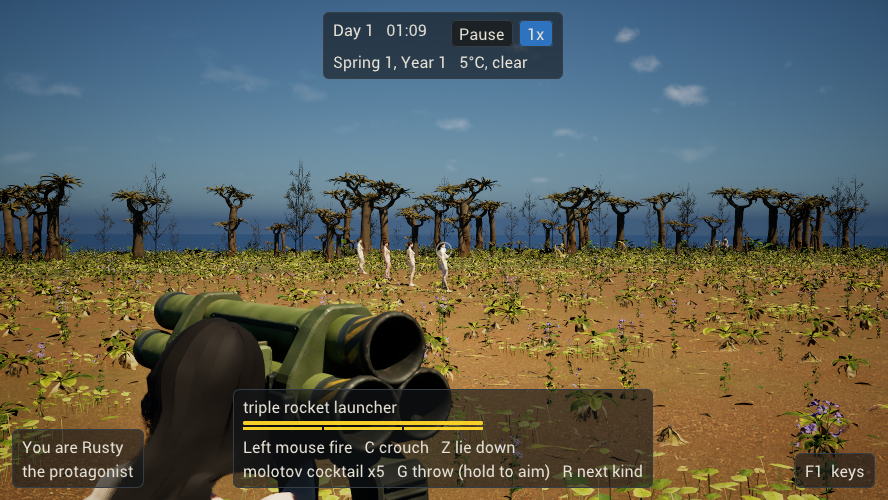 Day 1 01:09 Pause 1x
Spring 1, Year 1 5°C, clear
triple rocket launcher
Left mouse fire C crouch Z lie down
molotov cocktail x5 G throw (hold to aim) R next kind
You are Rusty
the protagonist
F1 keys